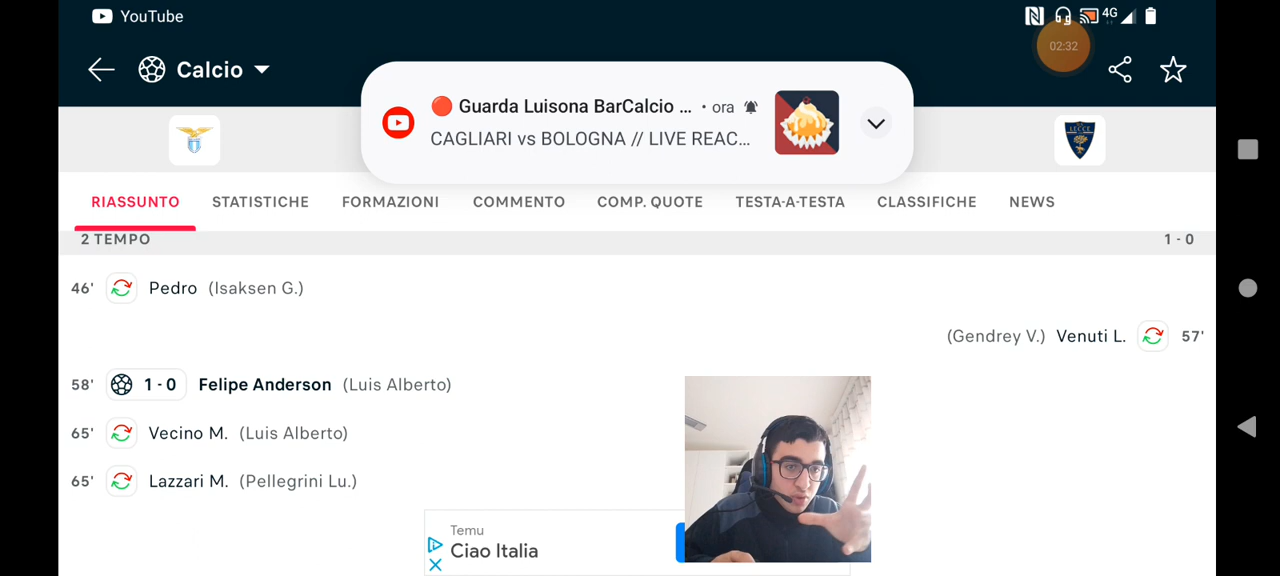 YouTube
4G
02:32
Calcio
Guarda Luisona BarCalcio ... • ora
CAGLIARI vs BOLOGNA // LIVE REAC...
LECCE
RIASSUNTO STATISTICHE FORMAZIONI COMMENTO COMP. QUOTE TESTA-A-TESTA CLASSIFICHE NEWS
2 TEMPO 1 - 0
46' Pedro (Isaksen G.)
(Gendrey V.) Venuti L. 57'
58' 1 - 0 Felipe Anderson (Luis Alberto)
65' Vecino M. (Luis Alberto)
65' Lazzari M. (Pellegrini Lu.)
Temu
Ciao Italia